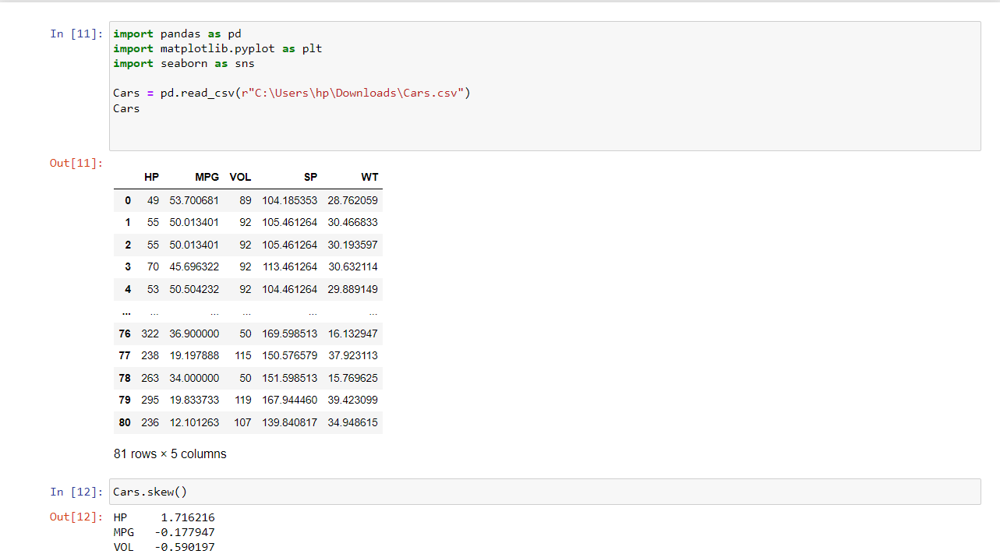 In [11]: import pandas as pd
import matplotlib.pyplot as plt
import seaborn as sns
Cars = pd.read_csv(r"C:\Users\hp\Downloads\Cars.csv")
Cars
Out[11]:
HP MPG VOL SP WT
0 49 53.700681 89 104.185353 28.762059
1 55 50.013401 92 105.461264 30.466833
2 55 50.013401 92 105.461264 30.193597
3 70 45.696322 92 113.461264 30.632114
4 53 50.504232 92 104.461264 29.889149
... ... ... ... ... ...
76 322 36.900000 50 169.598513 16.132947
77 238 19.197888 115 150.576579 37.923113
78 263 34.000000 50 151.598513 15.769625
79 295 19.833733 119 167.944460 39.423099
80 236 12.101263 107 139.840817 34.948615
81 rows × 5 columns
In [12]: Cars.skew()
Out[12]: HP 1.716216
MPG -0.177947
VOL -0.590197